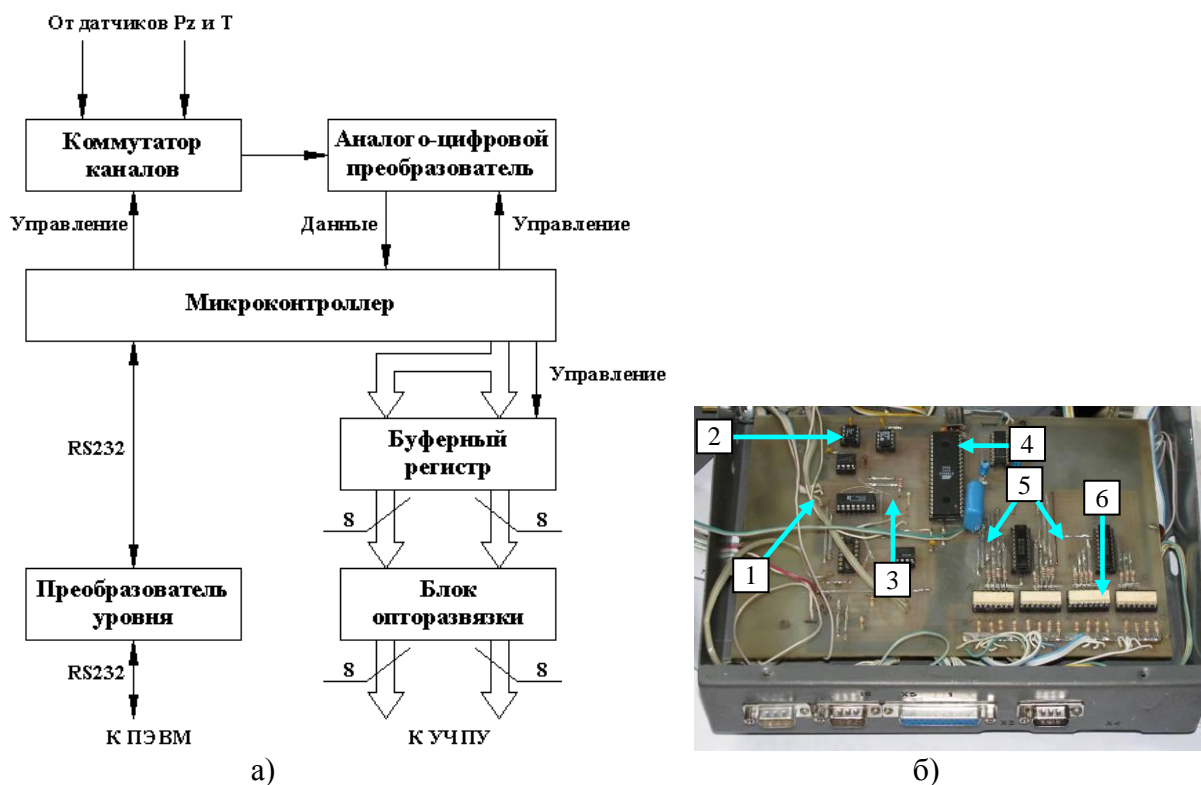 От датчиков Pz и T
Коммутатор
каналов
Аналого-цифровой
преобразователь
Управление
Данные
Управление
Микроконтроллер
Управление
RS232
Буферный
регистр
8
8
Преобразователь
уровня
Блок
опторазвязки
RS232
8
8
К ПЭВМ
К УЧПУ
а)
2
4
5
6
1
3
б)